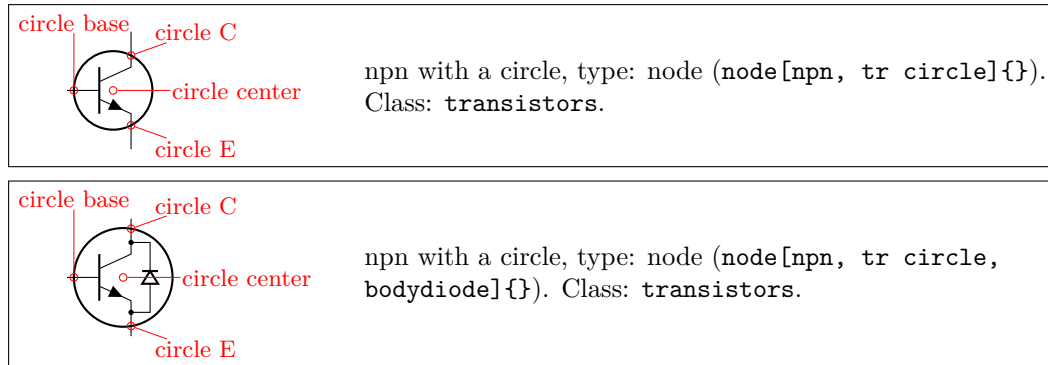 circle base
circle C
circle center
circle E
npn with a circle, type: node (node[npn, tr circle]{}).
Class: transistors.
circle base
circle C
circle center
circle E
npn with a circle, type: node (node[npn, tr circle,
bodydiode]{}). Class: transistors.